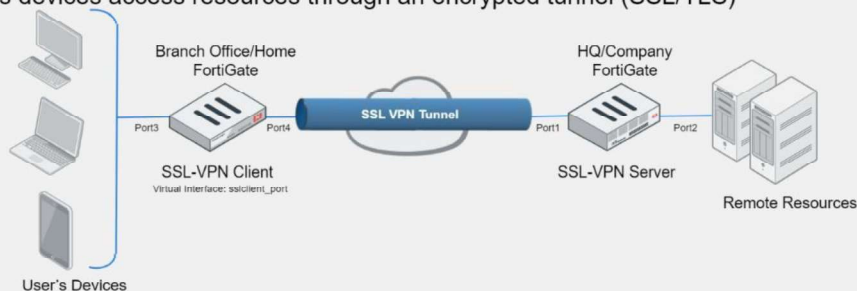 s devices access resources through an encrypted tunnel (SSL/TLS)
Branch Office/Home
FortiGate
HQ/Company
FortiGate
SSL VPN Tunnel
Port3
Port4
Port1
Port2
SSL-VPN Client
Virtual Interface: sslclient_port
SSL-VPN Server
Remote Resources
User's Devices